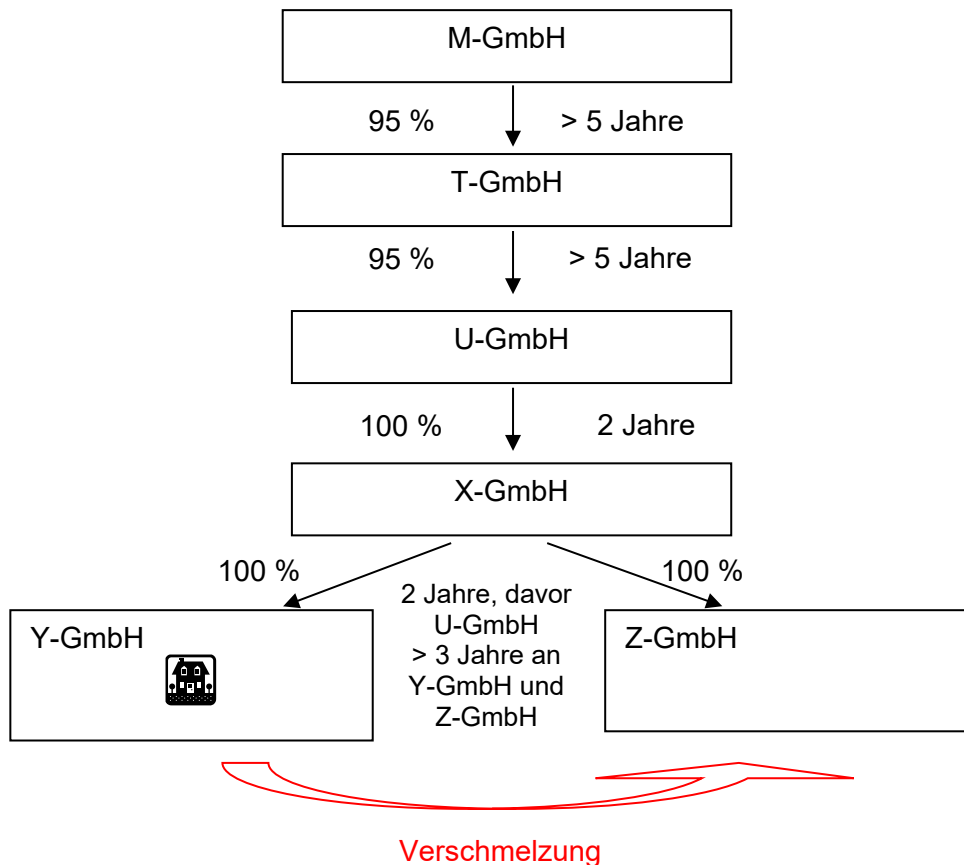 M-GmbH
95 % > 5 Jahre
T-GmbH
95 % > 5 Jahre
U-GmbH
100 % 2 Jahre
X-GmbH
100 % 100 %
2 Jahre, davor
U-GmbH
> 3 Jahre an
Y-GmbH und
Z-GmbH
Y-GmbH
Z-GmbH
Verschmelzung